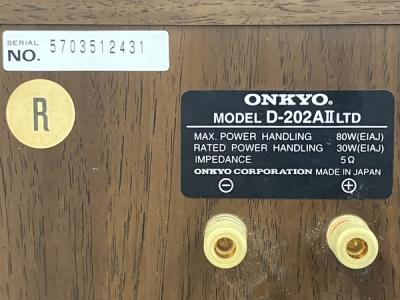 SERIAL
NO. 5703512431
R
ONKYO®
MODEL D-202AII LTD
MAX. POWER HANDLING 80W(EIAJ)
RATED POWER HANDLING 30W(EIAJ)
IMPEDANCE 5Ω
ONKYO CORPORATION MADE IN JAPAN
⊖ ⊕